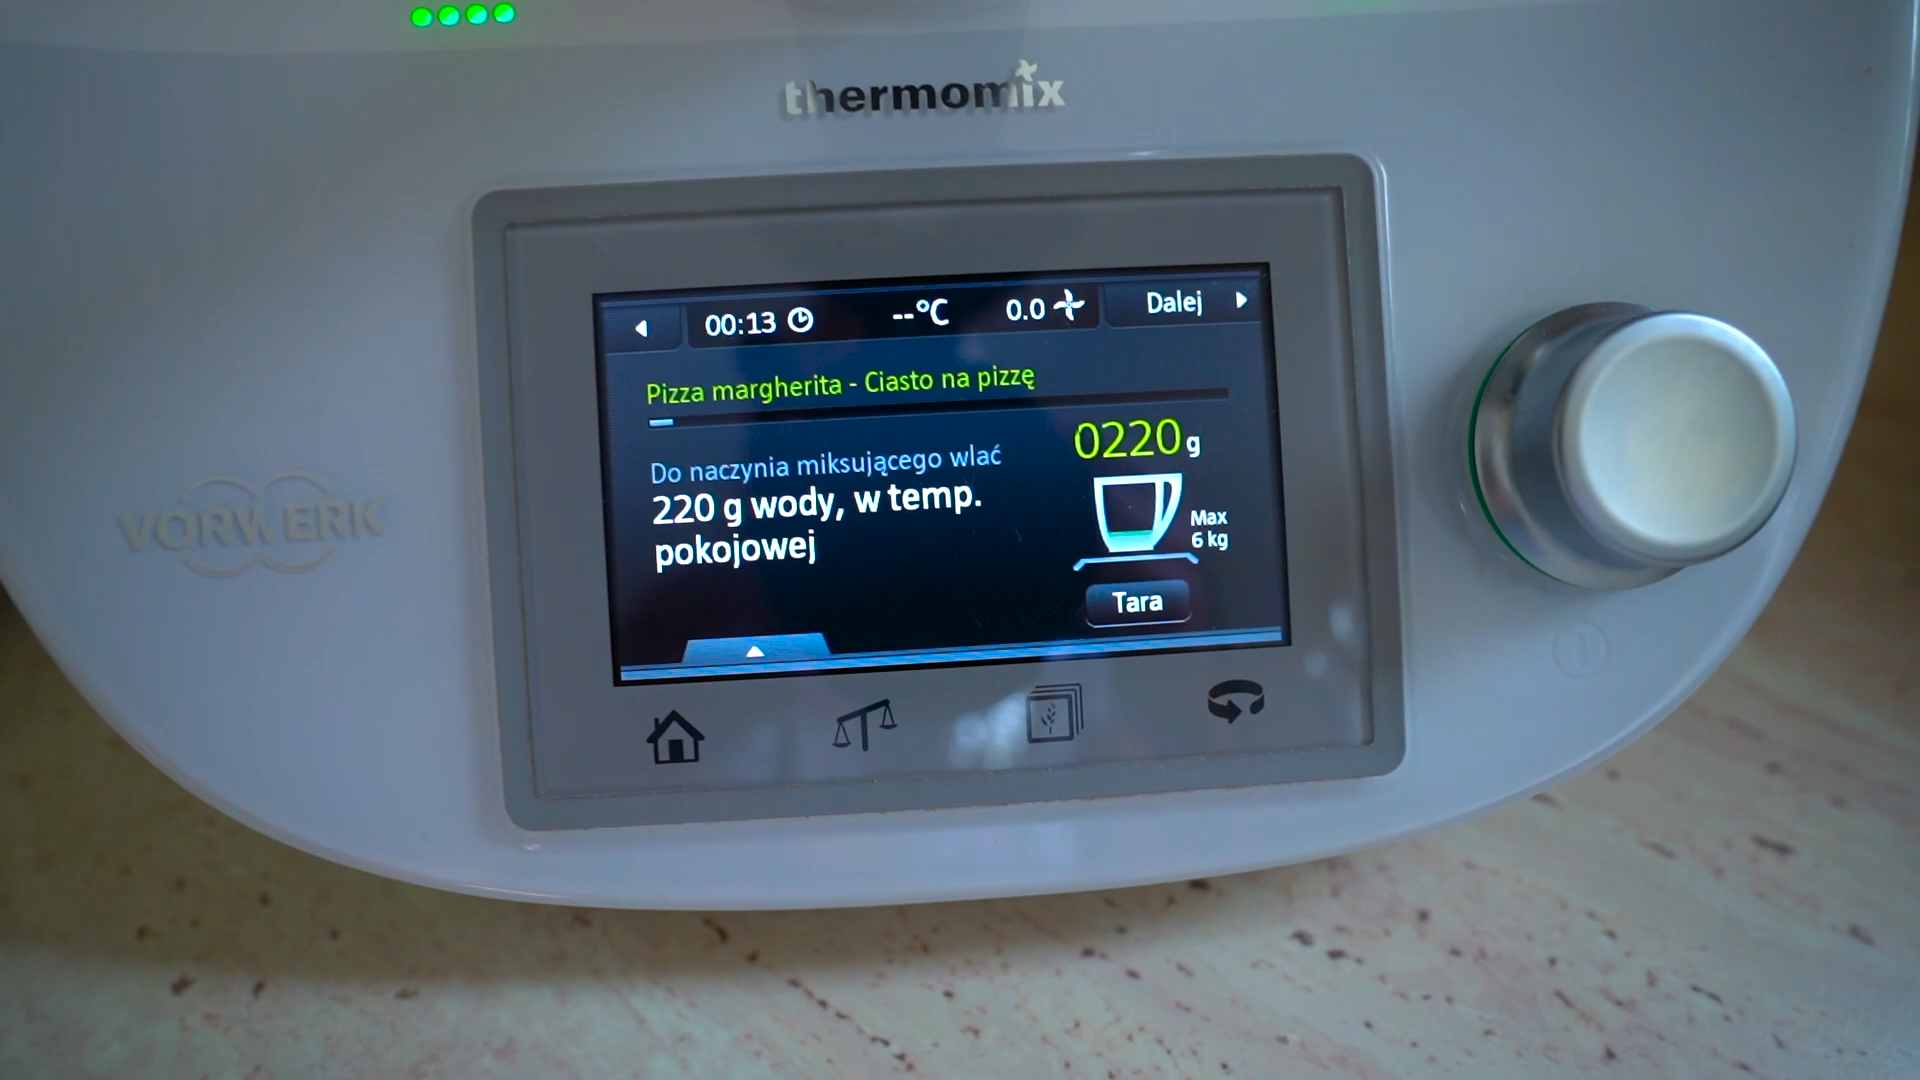 thermomix
00:13 --°C 0.0 Dalej
Pizza margherita - Ciasto na pizzę
0220 g
Do naczynia miksującego wlać
220 g wody, w temp.
pokojowej
Max
6 kg
Tara
VORWERK